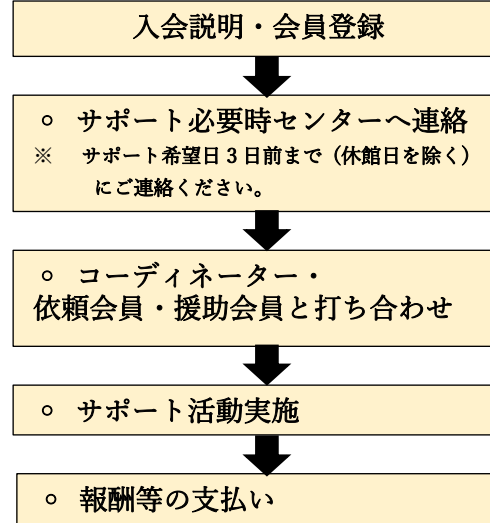 入会説明・会員登録
○ サポート必要時センターへ連絡
※ サポート希望日3日前まで（休館日を除く）
にご連絡ください。
○ コーディネーター・
依頼会員・援助会員と打ち合わせ
○ サポート活動実施
○ 報酬等の支払い